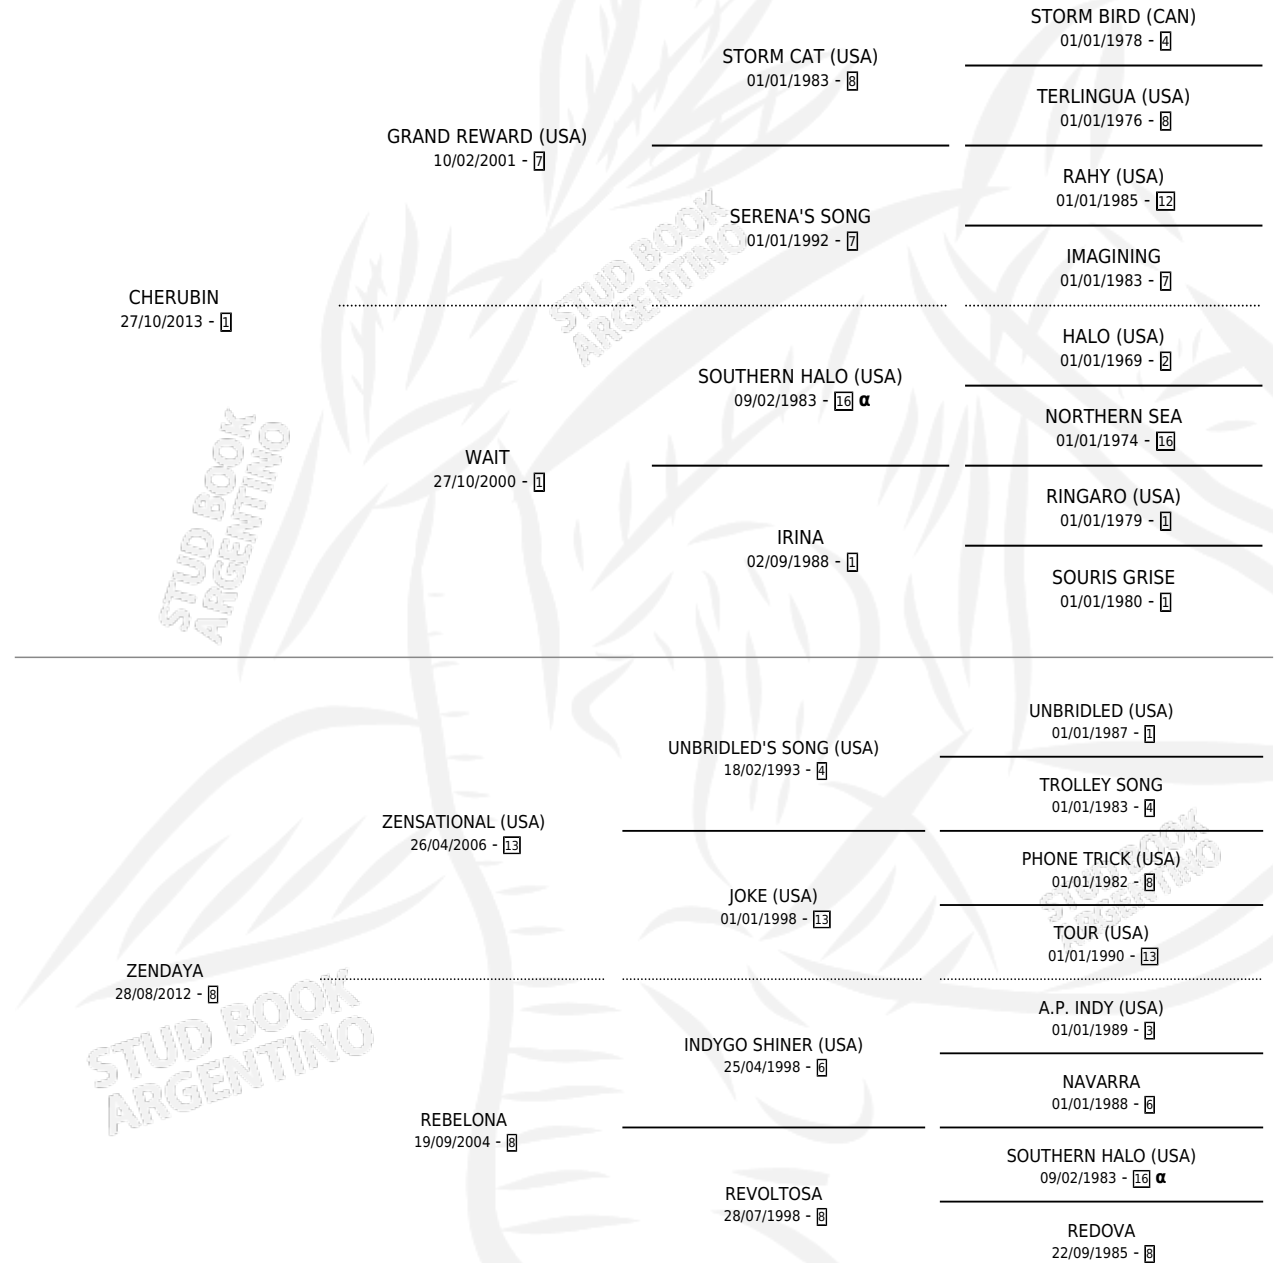 STORM BIRD (CAN)
01/01/1978 - 4
STORM CAT (USA)
01/01/1983 - 8
TERLINGUA (USA)
01/01/1976 - 8
GRAND REWARD (USA)
10/02/2001 - 7
RAHY (USA)
01/01/1985 - 12
SERENA'S SONG
01/01/1992 - 7
IMAGINING
01/01/1983 - 7
CHERUBIN
27/10/2013 - 1
HALO (USA)
01/01/1969 - 2
SOUTHERN HALO (USA)
09/02/1983 - 16 α
NORTHERN SEA
01/01/1974 - 16
WAIT
27/10/2000 - 1
RINGARO (USA)
01/01/1979 - 1
IRINA
02/09/1988 - 1
SOURIS GRISE
01/01/1980 - 1
UNBRIDLED (USA)
01/01/1987 - 1
UNBRIDLED'S SONG (USA)
18/02/1993 - 4
TROLLEY SONG
01/01/1983 - 4
ZENSATIONAL (USA)
26/04/2006 - 13
PHONE TRICK (USA)
01/01/1982 - 8
JOKE (USA)
01/01/1998 - 13
TOUR (USA)
01/01/1990 - 13
ZENDAYA
28/08/2012 - 8
A.P. INDY (USA)
01/01/1989 - 3
INDYGO SHINER (USA)
25/04/1998 - 6
NAVARRA
01/01/1988 - 6
REBELONA
19/09/2004 - 8
SOUTHERN HALO (USA)
09/02/1983 - 16 α
REVOLTOSA
28/07/1998 - 8
REDOVA
22/09/1985 - 8
STUD BOOK
ARGENTINO
STUD BOOK
ARGENTINO
STUD BOOK
ARGENTINO
STUD BOOK
ARGENTINO